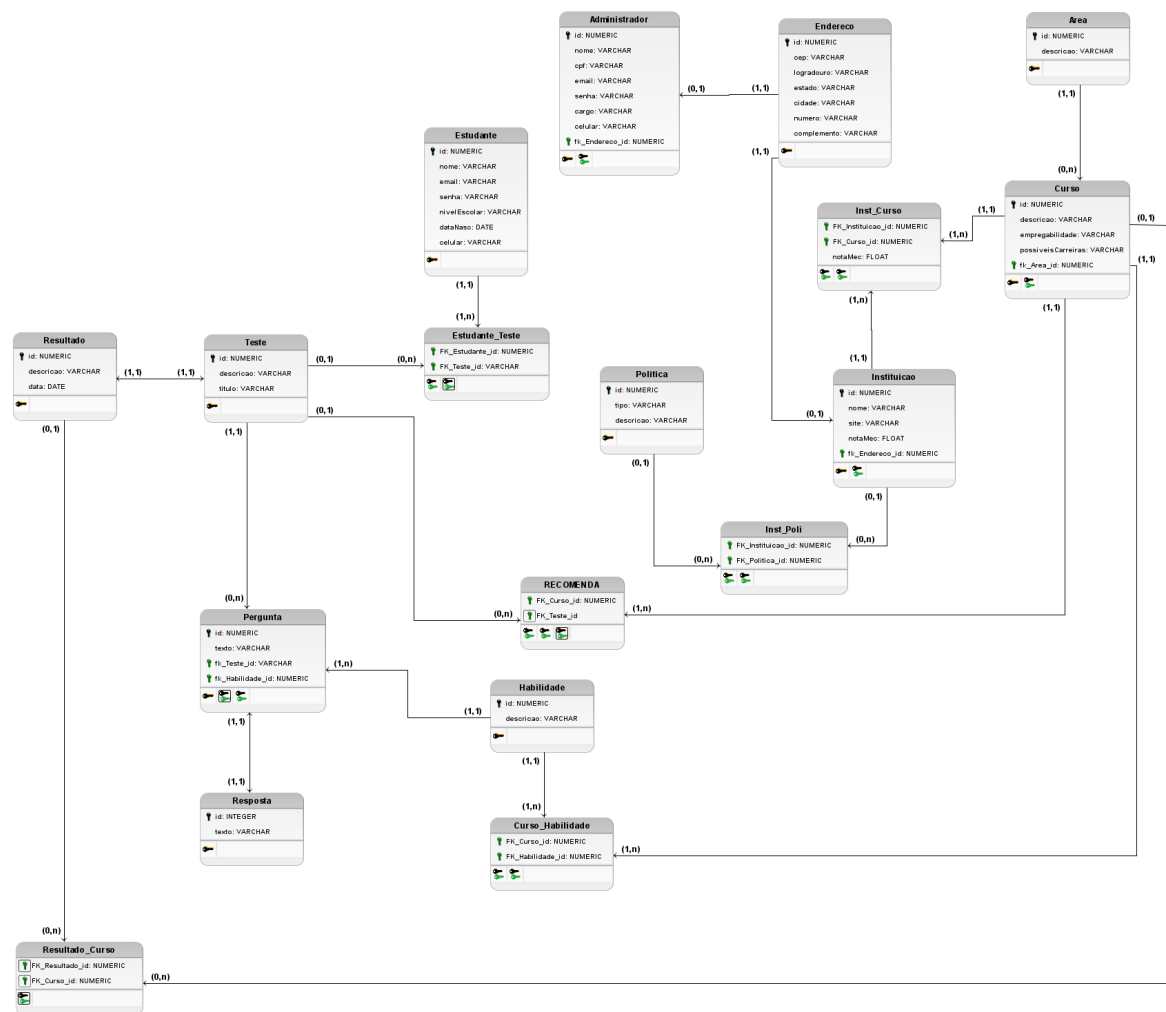 Administrador
id: NUMERIC
nome: VARCHAR
cpf: VARCHAR
email: VARCHAR
senha: VARCHAR
cargo: VARCHAR
celular: VARCHAR
fk_Endereco_id: NUMERIC
(0,1)
(1,1)
Endereco
id: NUMERIC
cep: VARCHAR
logradouro: VARCHAR
estado: VARCHAR
cidade: VARCHAR
numero: VARCHAR
complemento: VARCHAR
(1,1)
Area
id: NUMERIC
descricao: VARCHAR
(1,1)
(0,n)
Estudante
id: NUMERIC
nome: VARCHAR
email: VARCHAR
senha: VARCHAR
nivelEscolar: VARCHAR
dataNasc: DATE
celular: VARCHAR
(1,1)
(1,n)
Inst_Curso
FK_Instituicao_id: NUMERIC
FK_Curso_id: NUMERIC
notaMec: FLOAT
(1,n)
(1,1)
(1,n)
(1,1)
Curso
id: NUMERIC
descricao: VARCHAR
empregabilidade: VARCHAR
possiveisCarreiras: VARCHAR
fk_Area_id: NUMERIC
(0,1)
(1,1)
(1,1)
Resultado
id: NUMERIC
descricao: VARCHAR
data: DATE
(1,1)
(1,1)
(0,1)
Teste
id: NUMERIC
descricao: VARCHAR
titulo: VARCHAR
(0,1)
(0,n)
(0,1)
(1,1)
Estudante_Teste
FK_Estudante_id: NUMERIC
FK_Teste_id: VARCHAR
Politica
id: NUMERIC
tipo: VARCHAR
descricao: VARCHAR
(0,1)
Instituicao
id: NUMERIC
nome: VARCHAR
site: VARCHAR
notaMec: FLOAT
fk_Endereco_id: NUMERIC
(0,1)
(0,1)
Inst_Poli
FK_Instituicao_id: NUMERIC
FK_Politica_id: NUMERIC
(0,n)
(0,n)
RECOMENDA
FK_Curso_id: NUMERIC
FK_Teste_id
(0,n)
(1,n)
(0,n)
Pergunta
id: NUMERIC
texto: VARCHAR
fk_Teste_id: VARCHAR
fk_Habilidade_id: NUMERIC
(1,n)
(1,1)
(1,1)
Habilidade
id: NUMERIC
descricao: VARCHAR
(1,1)
(1,1)
(1,n)
Resposta
id: INTEGER
texto: VARCHAR
Curso_Habilidade
FK_Curso_id: NUMERIC
FK_Habilidade_id: NUMERIC
(1,n)
(0,n)
Resultado_Curso
FK_Resultado_id: NUMERIC
FK_Curso_id: NUMERIC
(0,n)